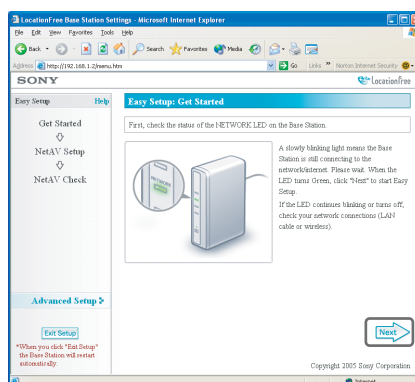 LocationFree Base Station Settings - Microsoft Internet Explorer
File Edit View Favorites Tools Help
Back Search Favorites Media
Address http://192.168.1.2/menu.htm Go Links » Norton Internet Security
SONY LocationFree
Easy Setup Help
Get Started
NetAV Setup
NetAV Check
Advanced Setup
Exit Setup
*When you click "Exit Setup"
the Base Station will restart
automatically.
Easy Setup: Get Started
First, check the status of the NETWORK LED on the Base Station.
NETWORK
A slowly blinking light means the Base
Station is still connecting to the
network/internet. Please wait. When the
LED turns Green, click "Next" to start Easy
Setup.
If the LED continues blinking or turns off,
check your network connections (LAN
cable or wireless).
Next
Copyright 2005 Sony Corporation
Internet